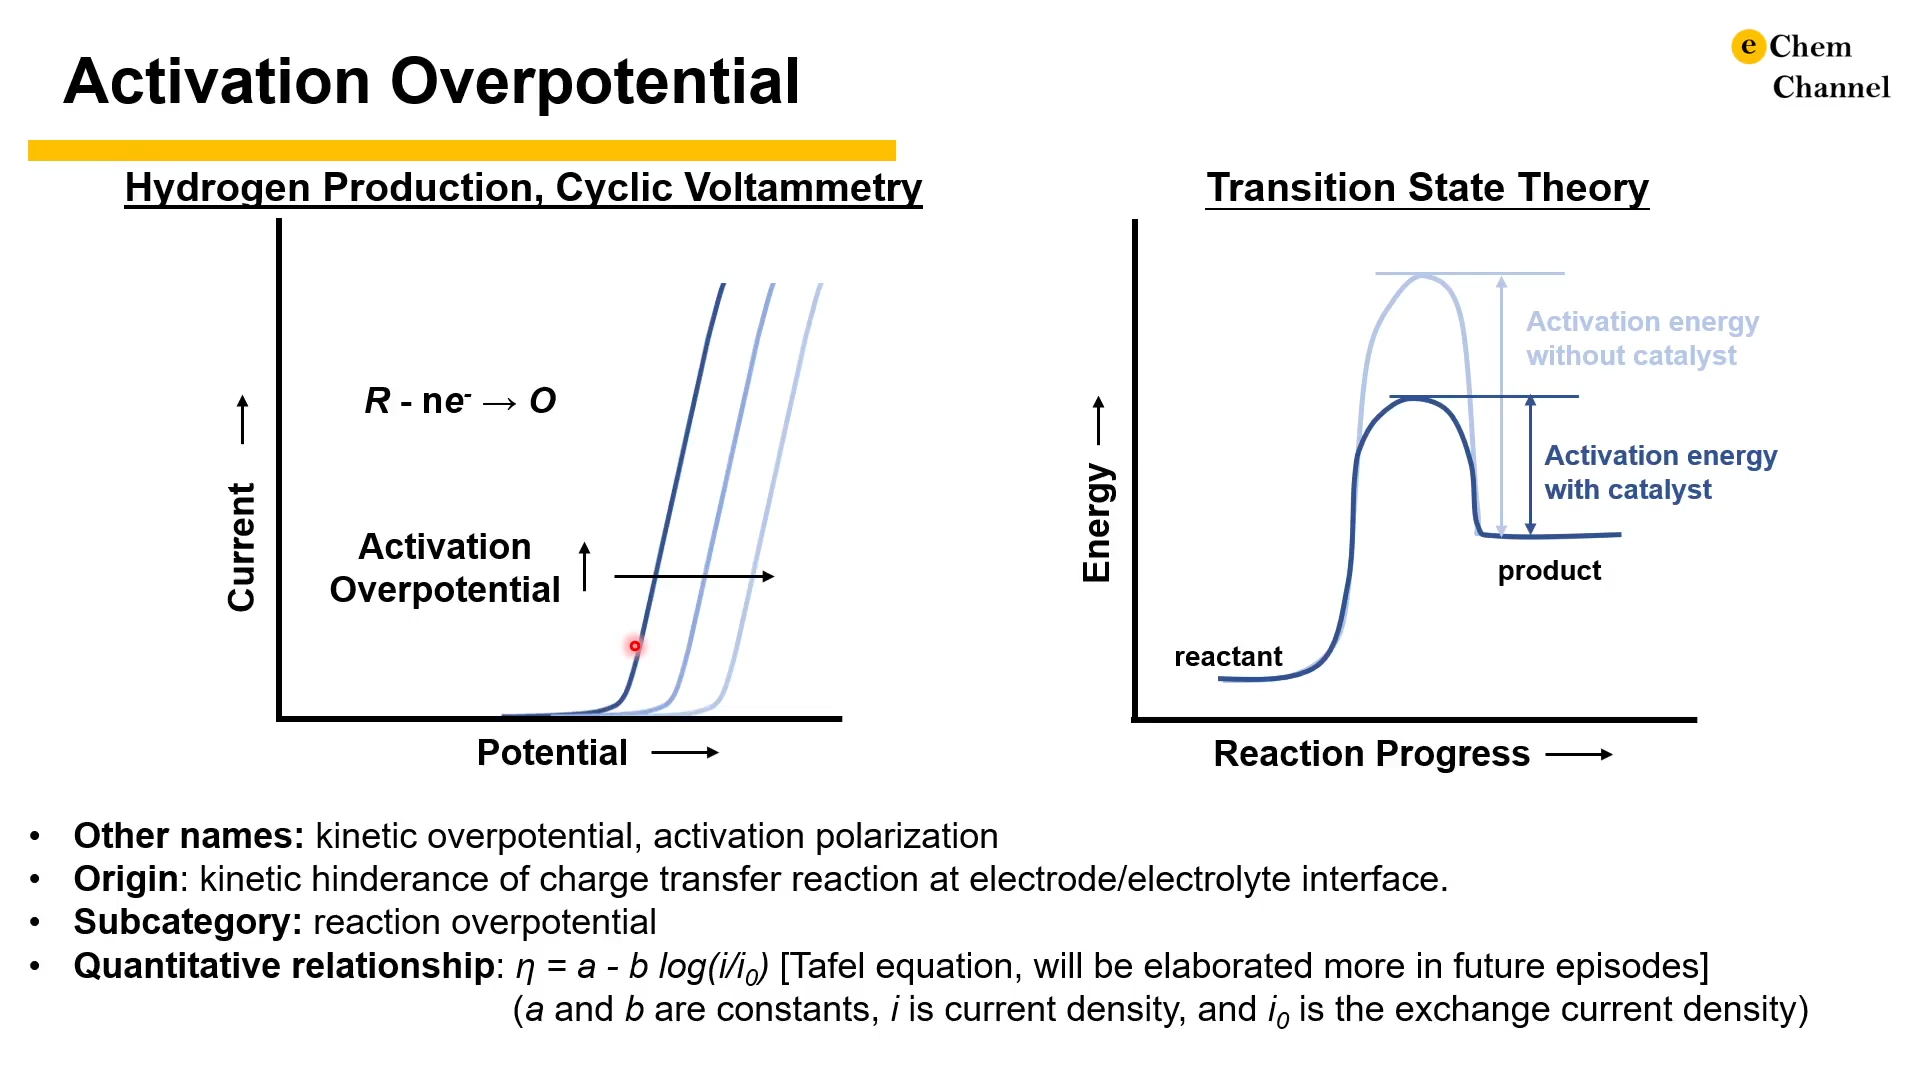 Activation Overpotential
e Chem
Channel
Hydrogen Production, Cyclic Voltammetry
R - ne⁻ → O
Activation
Overpotential
Current
Potential
Transition State Theory
Activation energy
without catalyst
Activation energy
with catalyst
product
reactant
Energy
Reaction Progress
• Other names: kinetic overpotential, activation polarization
• Origin: kinetic hinderance of charge transfer reaction at electrode/electrolyte interface.
• Subcategory: reaction overpotential
• Quantitative relationship: η = a - b log(i/i₀) [Tafel equation, will be elaborated more in future episodes]
(a and b are constants, i is current density, and i₀ is the exchange current density)